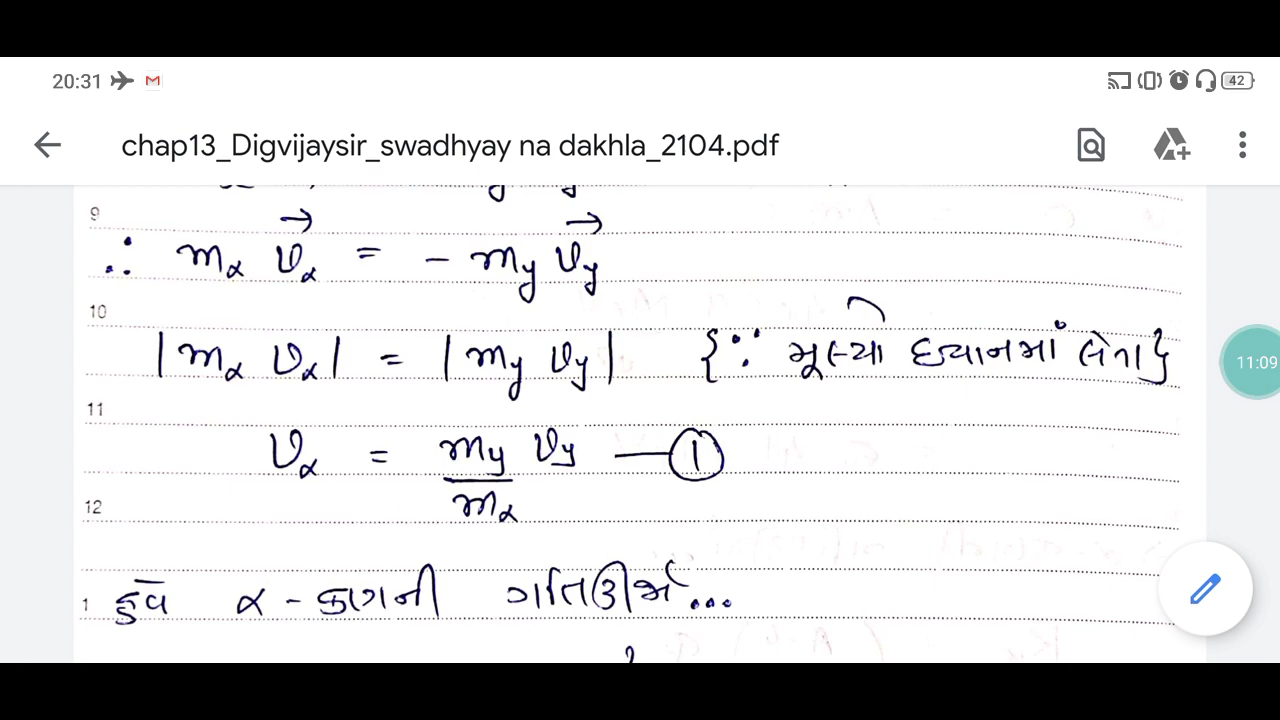 20:31 42
chap13_Digvijaysir_swadhyay na dakhla_2104.pdf
9
∴ mα v⃗α = - my v⃗y
10
|mα vα| = |my vy| {∵ મૂલ્યો ધ્યાનમાં લેતાં}
11:09
11
vα = my/mα vy — ①
12
1 હવે α - કણની ગતિઊર્જા...